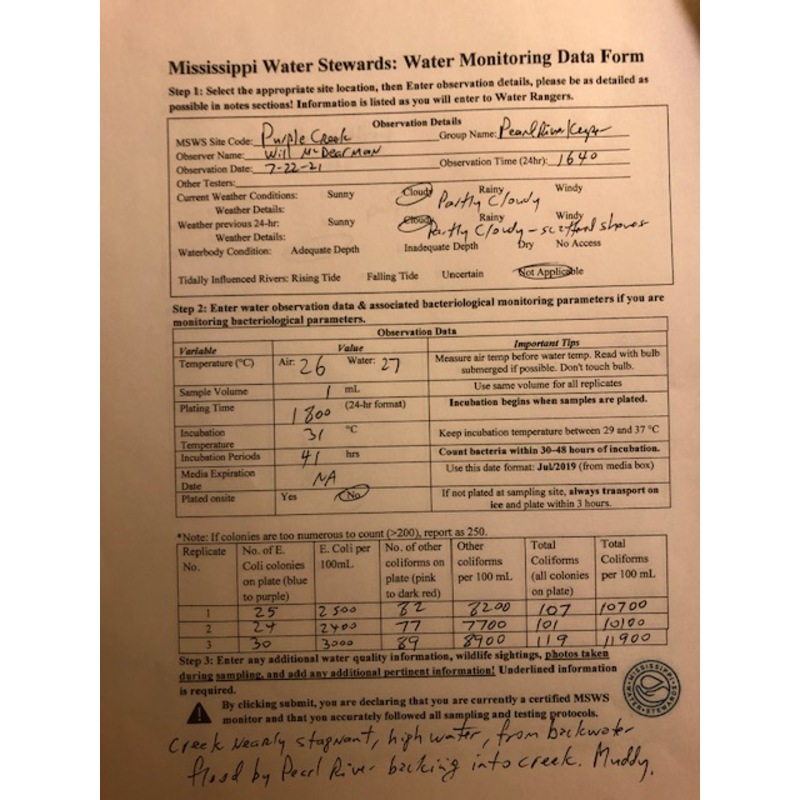 Mississippi Water Stewards: Water Monitoring Data Form
Step 1: Select the appropriate site location, then Enter observation details, please be as detailed as
possible in notes sections! Information is listed as you will enter to Water Rangers.
Observation Details
MSWS Site Code: Purple Creek Group Name: Pearl RiverKeeper
Observer Name: Will McDearman
Observation Date: 7-22-21 Observation Time (24hr): 1640
Other Testers:
Current Weather Conditions: Sunny Cloudy Rainy Windy
Weather Details: Partly Cloudy
Weather previous 24-hr: Sunny Cloudy Rainy Windy
Weather Details: Partly Cloudy - scattered showers
Waterbody Condition: Adequate Depth Inadequate Depth Dry No Access
Tidally Influenced Rivers: Rising Tide Falling Tide Uncertain Not Applicable
Step 2: Enter water observation data & associated bacteriological monitoring parameters if you are
monitoring bacteriological parameters.
Observation Data
Variable Value Important Tips
Temperature (°C) Air: 26 Water: 27 Measure air temp before water temp. Read with bulb
submerged if possible. Don't touch bulb.
Sample Volume 1 mL Use same volume for all replicates
Plating Time 1800 (24-hr format) Incubation begins when samples are plated.
Incubation
Temperature 31 °C Keep incubation temperature between 29 and 37 °C
Incubation Periods 41 hrs Count bacteria within 30-48 hours of incubation.
Media Expiration
Date NA Use this date format: Jul/2019 (from media box)
Plated onsite Yes No If not plated at sampling site, always transport on
ice and plate within 3 hours.
*Note: If colonies are too numerous to count (>200), report as 250.
Replicate No. of E. E. Coli per No. of other Other Total Total
No. Coli colonies 100mL coliforms on coliforms Coliforms Coliforms
on plate (blue plate (pink per 100 mL (all colonies per 100 mL
to purple) to dark red) on plate)
1 25 2500 82 8200 107 10700
2 24 2400 77 7700 101 10100
3 30 3000 89 8900 119 11900
Step 3: Enter any additional water quality information, wildlife sightings, photos taken
during sampling, and add any additional pertinent information! Underlined information
is required.
By clicking submit, you are declaring that you are currently a certified MSWS
monitor and that you accurately followed all sampling and testing protocols.
MISSISSIPPI WATER STEWARDS
Creek nearly stagnant, high water, from backwater
flood by Pearl River backing into creek. Muddy.